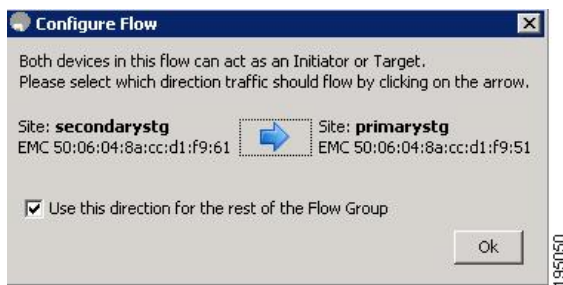 Configure Flow
Both devices in this flow can act as an Initiator or Target.
Please select which direction traffic should flow by clicking on the arrow.
Site: secondarystg
EMC 50:06:04:8a:cc:d1:f9:61
Site: primarystg
EMC 50:06:04:8a:cc:d1:f9:51
Use this direction for the rest of the Flow Group
Ok
195050